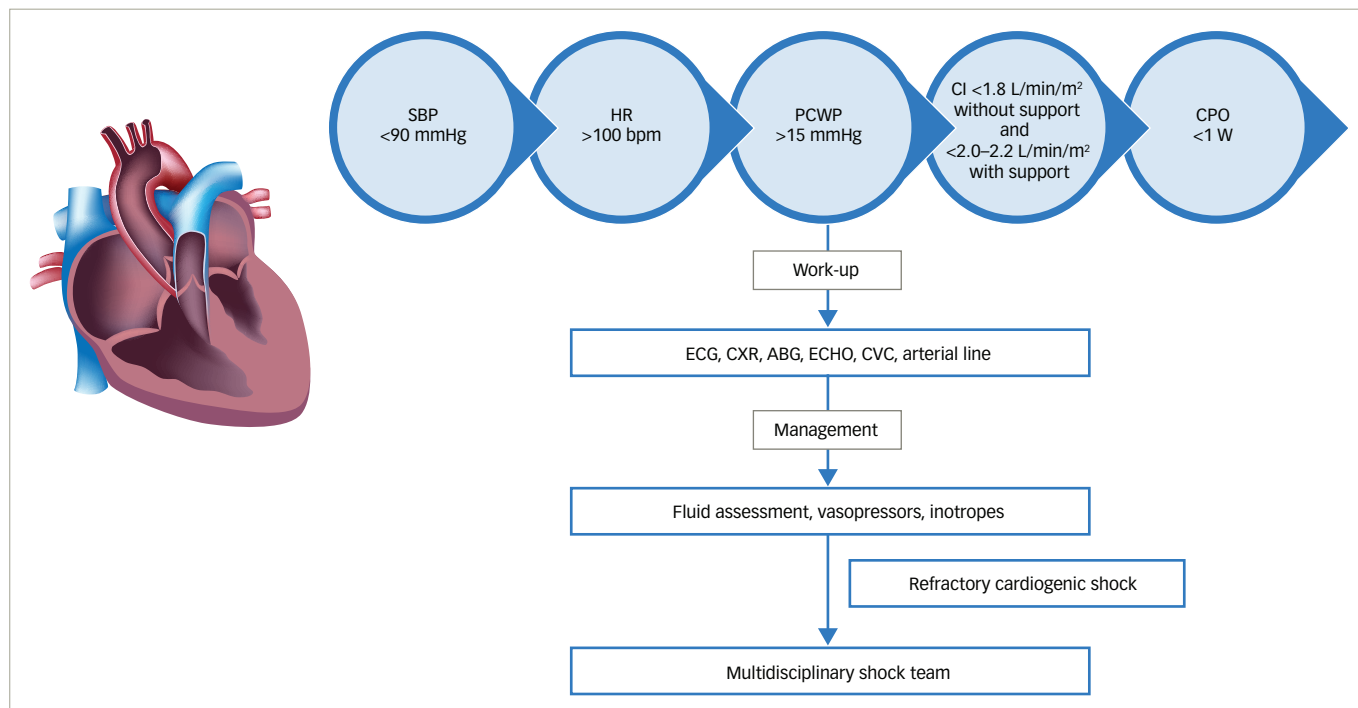 SBP
<90 mmHg
HR
>100 bpm
PCWP
>15 mmHg
CI <1.8 L/min/m²
without support
and
<2.0–2.2 L/min/m²
with support
CPO
<1 W
Work-up
ECG, CXR, ABG, ECHO, CVC, arterial line
Management
Fluid assessment, vasopressors, inotropes
Refractory cardiogenic shock
Multidisciplinary shock team